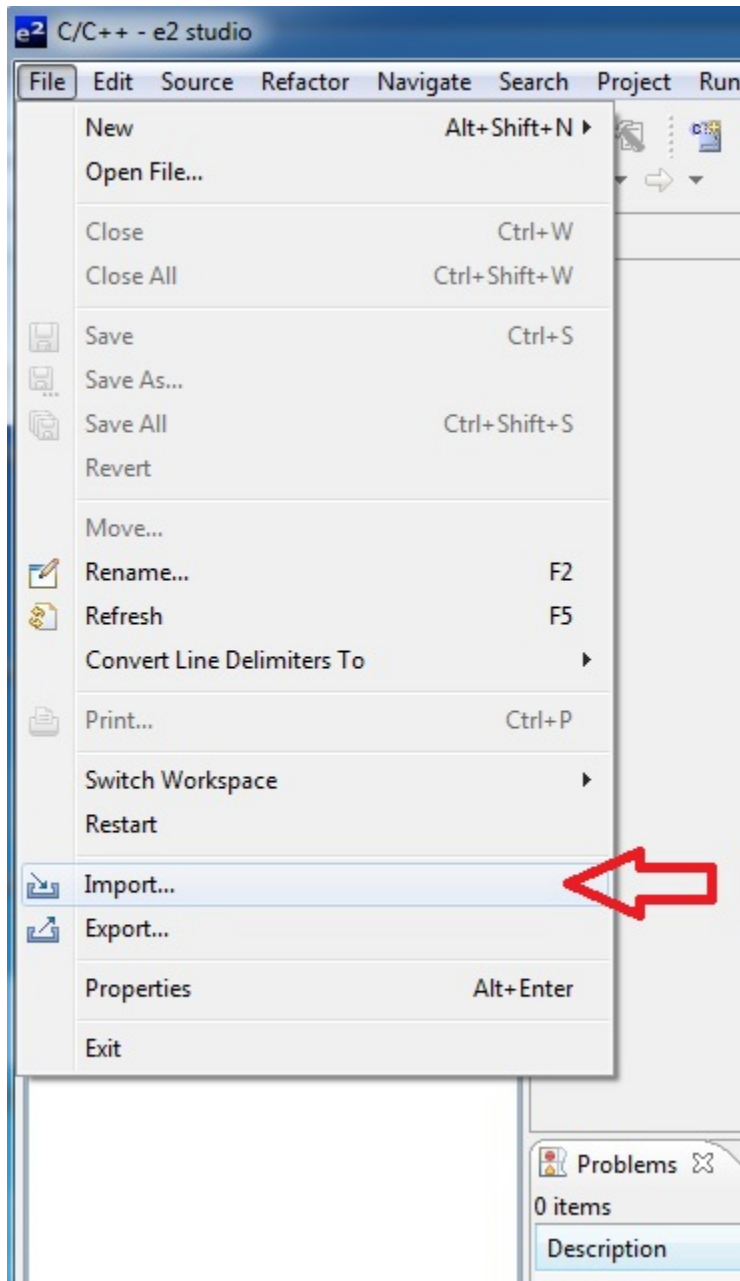 e2 C/C++ - e2 studio
File Edit Source Refactor Navigate Search Project Run
New Alt+Shift+N
Open File...
Close Ctrl+W
Close All Ctrl+Shift+W
Save Ctrl+S
Save As...
Save All Ctrl+Shift+S
Revert
Move...
Rename... F2
Refresh F5
Convert Line Delimiters To
Print... Ctrl+P
Switch Workspace
Restart
Import...
Export...
Properties Alt+Enter
Exit
Problems
0 items
Description